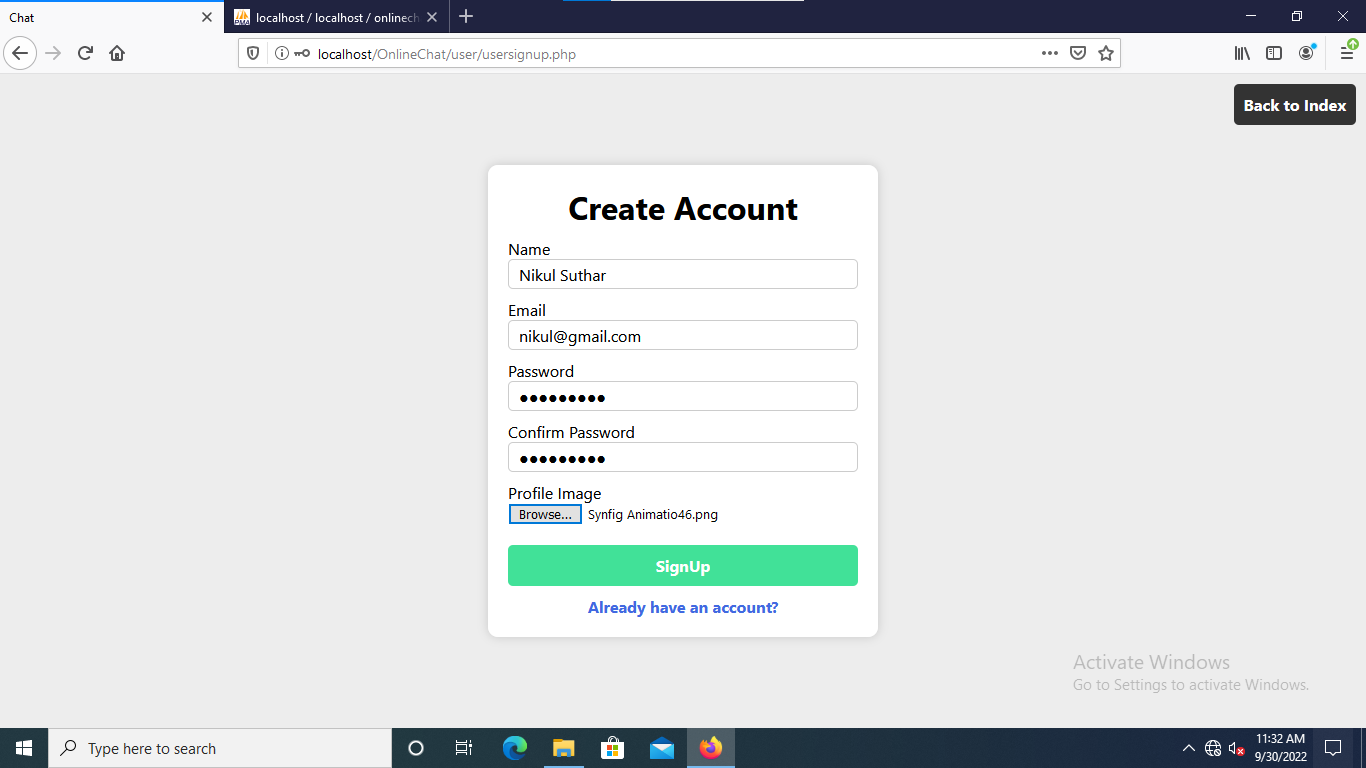 Chat
localhost / localhost / onlinech
localhost/OnlineChat/user/usersignup.php
Back to Index
Create Account
Name
Nikul Suthar
Email
nikul@gmail.com
Password
●●●●●●●●●
Confirm Password
●●●●●●●●●
Profile Image
Browse... Synfig Animatio46.png
SignUp
Already have an account?
Activate Windows
Go to Settings to activate Windows.
Type here to search
11:32 AM
9/30/2022